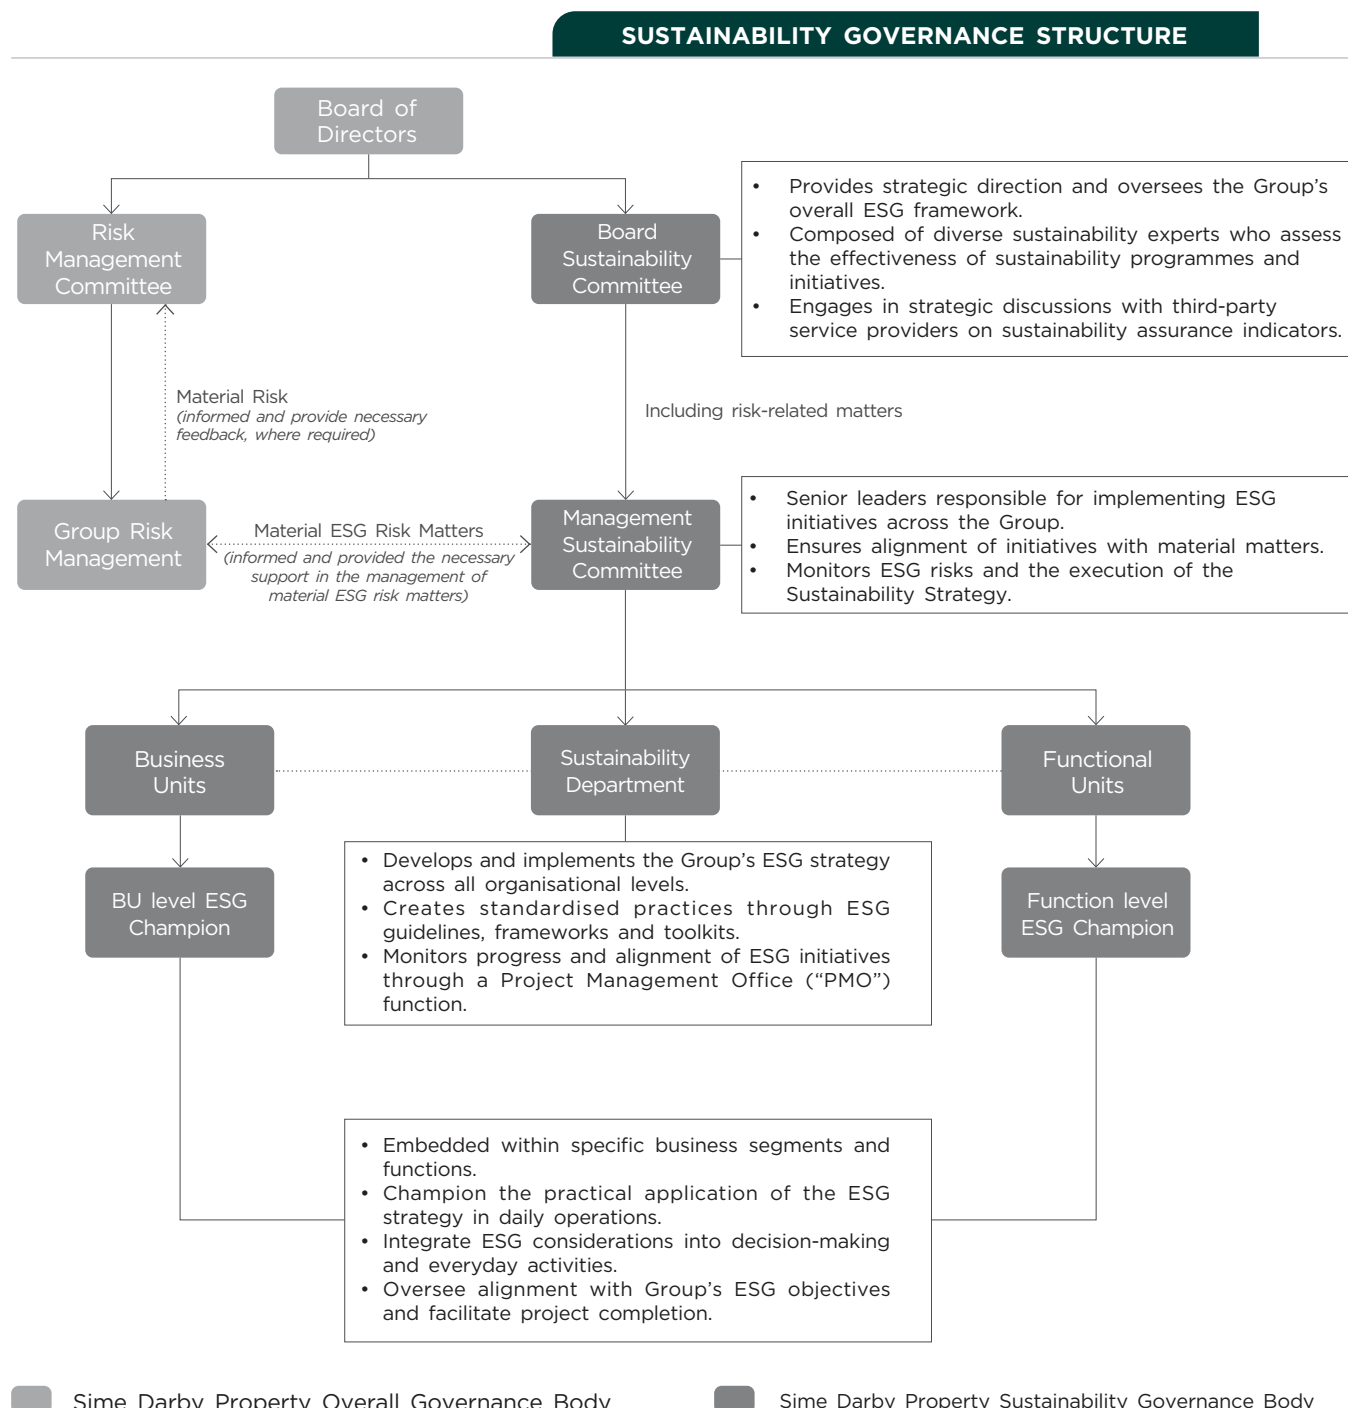 SUSTAINABILITY GOVERNANCE STRUCTURE
Board of
Directors
Risk
Management
Committee
Board
Sustainability
Committee
• Provides strategic direction and oversees the Group's
overall ESG framework.
• Composed of diverse sustainability experts who assess
the effectiveness of sustainability programmes and
initiatives.
• Engages in strategic discussions with third-party
service providers on sustainability assurance indicators.
Material Risk
(informed and provide necessary
feedback, where required)
Including risk-related matters
Group Risk
Management
Material ESG Risk Matters
(informed and provided the necessary
support in the management of
material ESG risk matters)
Management
Sustainability
Committee
• Senior leaders responsible for implementing ESG
initiatives across the Group.
• Ensures alignment of initiatives with material matters.
• Monitors ESG risks and the execution of the
Sustainability Strategy.
Business
Units
Sustainability
Department
Functional
Units
BU level ESG
Champion
• Develops and implements the Group's ESG strategy
across all organisational levels.
• Creates standardised practices through ESG
guidelines, frameworks and toolkits.
• Monitors progress and alignment of ESG initiatives
through a Project Management Office (“PMO”)
function.
Function level
ESG Champion
• Embedded within specific business segments and
functions.
• Champion the practical application of the ESG
strategy in daily operations.
• Integrate ESG considerations into decision-making
and everyday activities.
• Oversee alignment with Group's ESG objectives
and facilitate project completion.
Sime Darby Property Overall Governance Body
Sime Darby Property Sustainability Governance Body